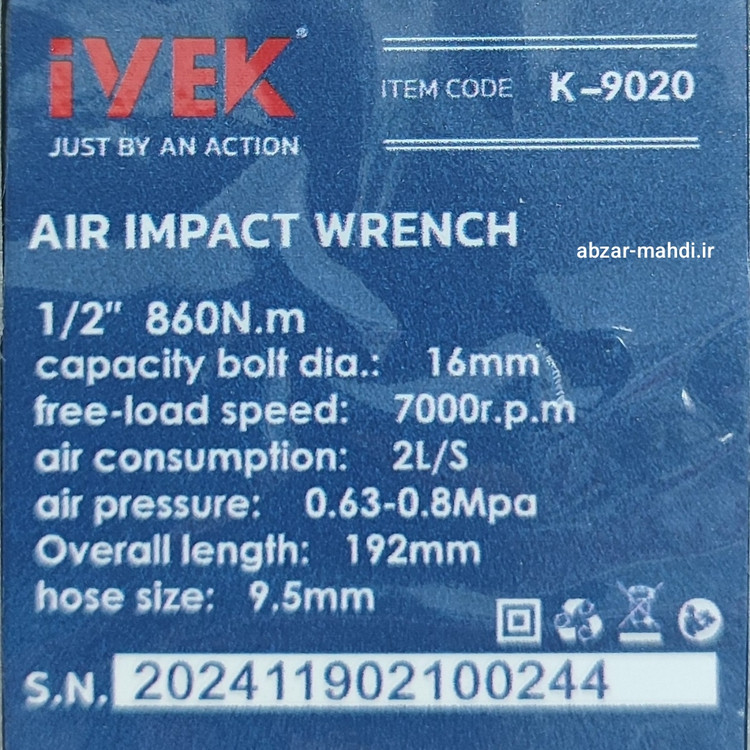 iVEK®
JUST BY AN ACTION
ITEM CODE K-9020
AIR IMPACT WRENCH
abzar-mahdi.ir
1/2" 860N.m
capacity bolt dia.: 16mm
free-load speed: 7000r.p.m
air consumption: 2L/S
air pressure: 0.63-0.8Mpa
Overall length: 192mm
hose size: 9.5mm
S.N. 202411902100244